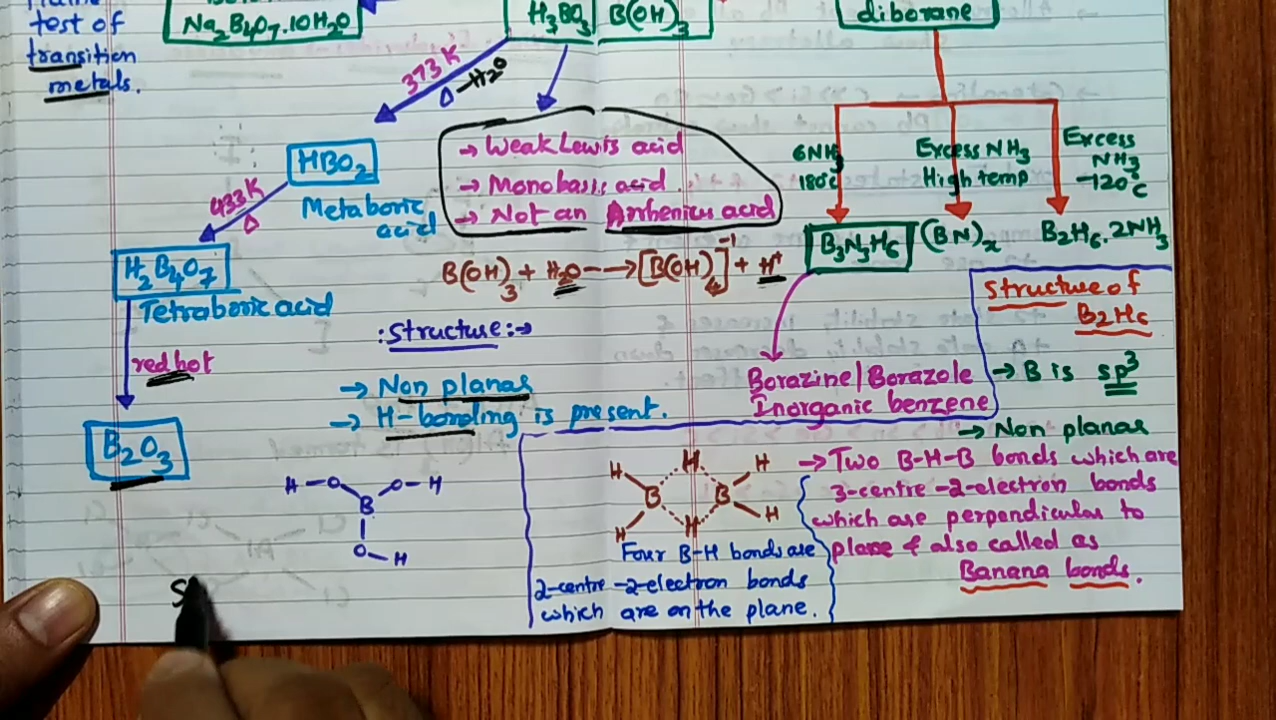 test of
transition
metals.
Na2B4O7.10H2O
H3BO3 B(OH)3
diborane
373K
Δ -H2O
HBO2
Metaboric
acid
433K
Δ
H2B4O7
Tetraboric acid
red hot
B2O3
→ Weak Lewis acid
→ Monobasis acid.
→ Not an Arrhenius acid
B(OH)3 + H2O → [B(OH)4]-1 + H+
:Structure:→
→ Non planar
→ H-bonding is present.
H-O O-H
B
O-H
6NH3
180°C
Excess NH3
High temp
Excess
NH3
-120°C
B3N3H6
(BN)x
B2H6.2NH3
Borazine/Borazole
Inorganic benzene
Structure of
B2H6
→ B is sp3
→ Non planar
→ Two B-H-B bonds which are
3-centre-2-electron bonds
which are perpendicular to
plane & also called as
Banana bonds.
H H H
B B
H H H
Four B-H bonds are
2-centre-2-electron bonds
which are on the plane.
S